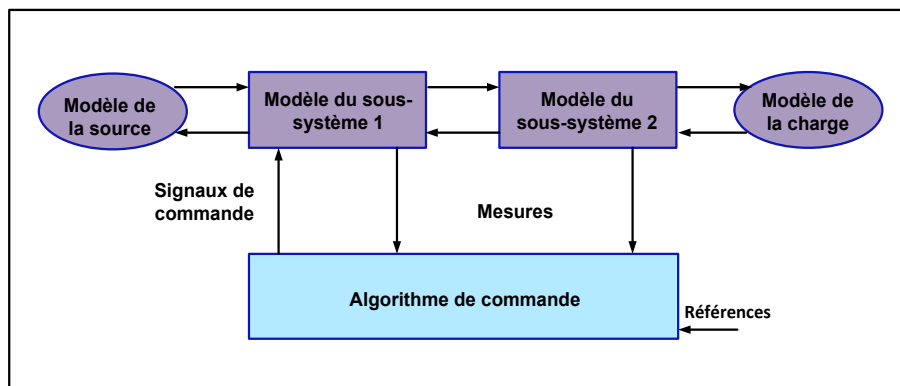 Modèle de
la source
Modèle du sous-
système 1
Modèle du
sous-système 2
Modèle de
la charge
Signaux de
commande
Mesures
Algorithme de commande
Références